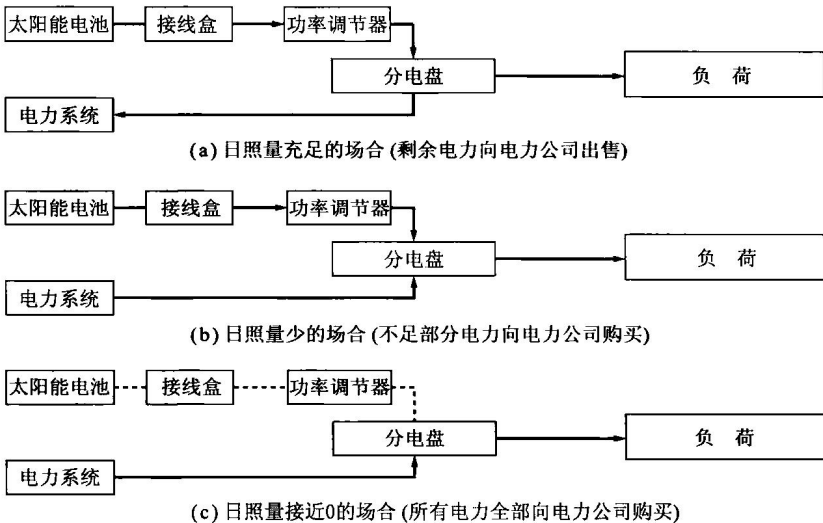 太阳能电池 接线盒 功率调节器
分电盘 负 荷
电力系统
(a) 日照量充足的场合 (剩余电力向电力公司出售)
太阳能电池 接线盒 功率调节器
分电盘 负 荷
电力系统
(b) 日照量少的场合 (不足部分电力向电力公司购买)
太阳能电池 接线盒 功率调节器
分电盘 负 荷
电力系统
(c) 日照量接近0的场合 (所有电力全部向电力公司购买)